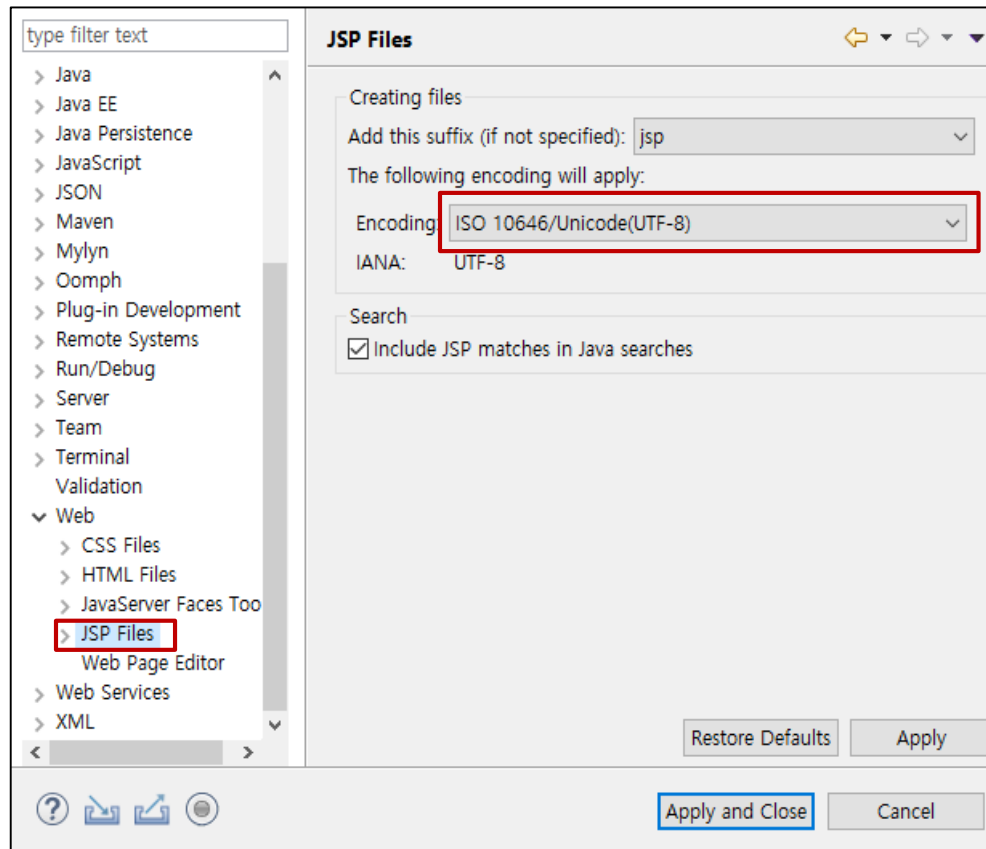 type filter text
Java
Java EE
Java Persistence
JavaScript
JSON
Maven
Mylyn
Oomph
Plug-in Development
Remote Systems
Run/Debug
Server
Team
Terminal
Validation
Web
CSS Files
HTML Files
JavaServer Faces Too
JSP Files
Web Page Editor
Web Services
XML
JSP Files
Creating files
Add this suffix (if not specified): jsp
The following encoding will apply:
Encoding: ISO 10646/Unicode(UTF-8)
IANA: UTF-8
Search
Include JSP matches in Java searches
Restore Defaults Apply
Apply and Close Cancel